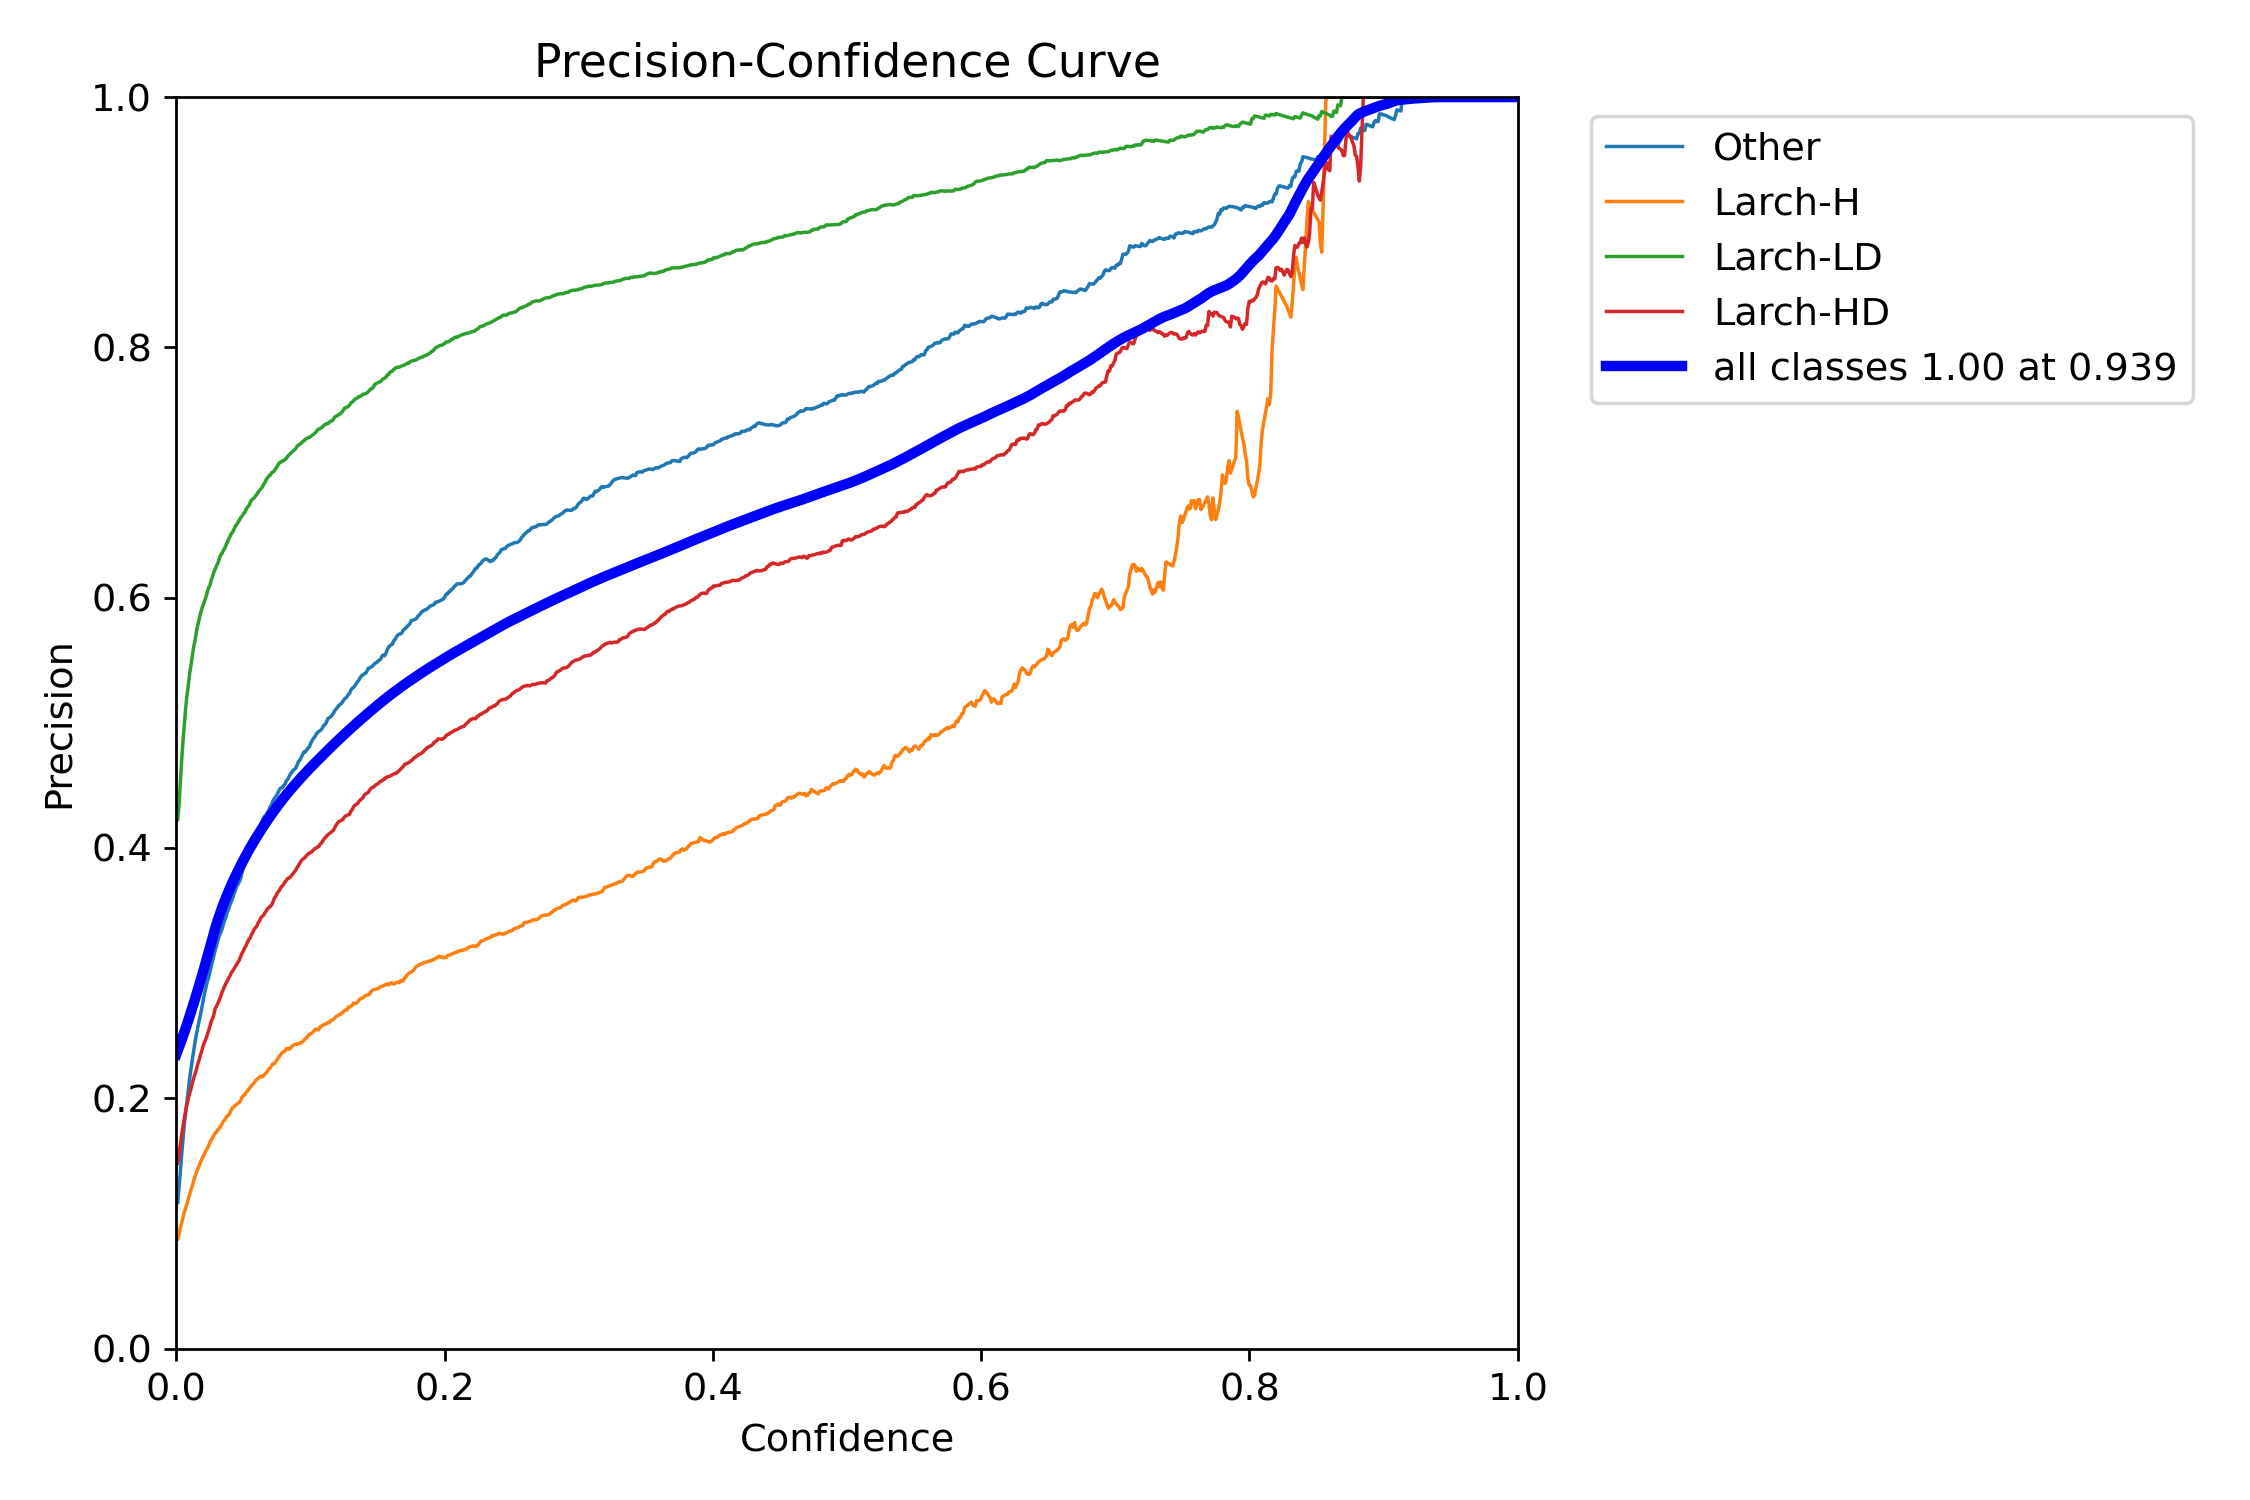 Precision-Confidence Curve
1.0
0.8
0.6
0.4
0.2
0.0
Precision
0.0 0.2 0.4 0.6 0.8 1.0
Confidence
Other
Larch-H
Larch-LD
Larch-HD
all classes 1.00 at 0.939